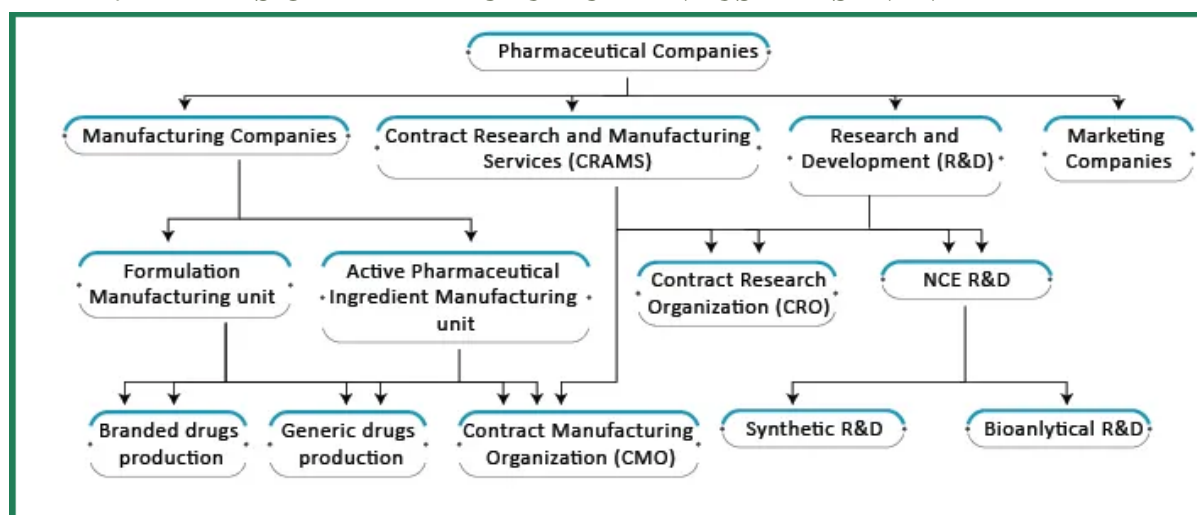 Pharmaceutical Companies
Manufacturing Companies
Contract Research and Manufacturing
Services (CRAMS)
Research and
Development (R&D)
Marketing
Companies
Formulation
Manufacturing unit
Active Pharmaceutical
Ingredient Manufacturing
unit
Contract Research
Organization (CRO)
NCE R&D
Branded drugs
production
Generic drugs
production
Contract Manufacturing
Organization (CMO)
Synthetic R&D
Bioanlytical R&D